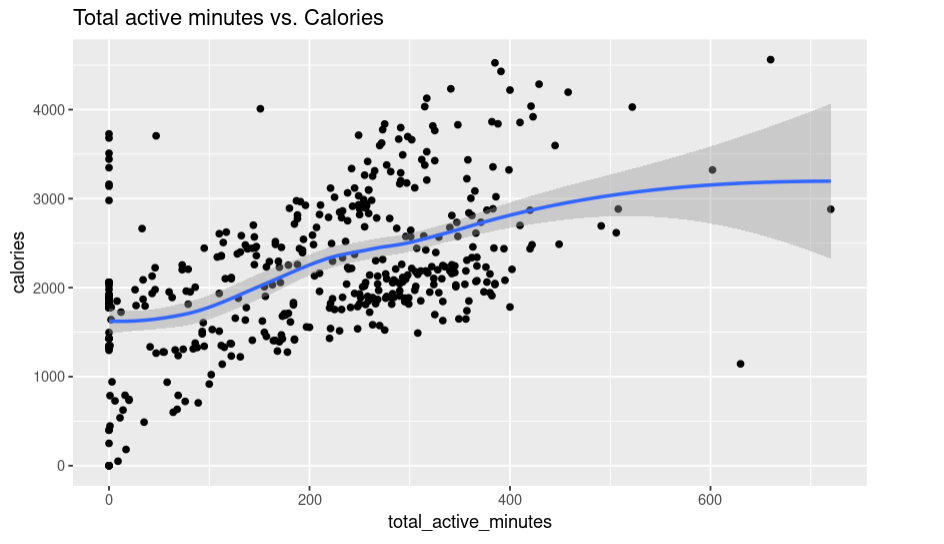 Total active minutes vs. Calories
4000
3000
2000
1000
0
calories
0 200 400 600
total_active_minutes